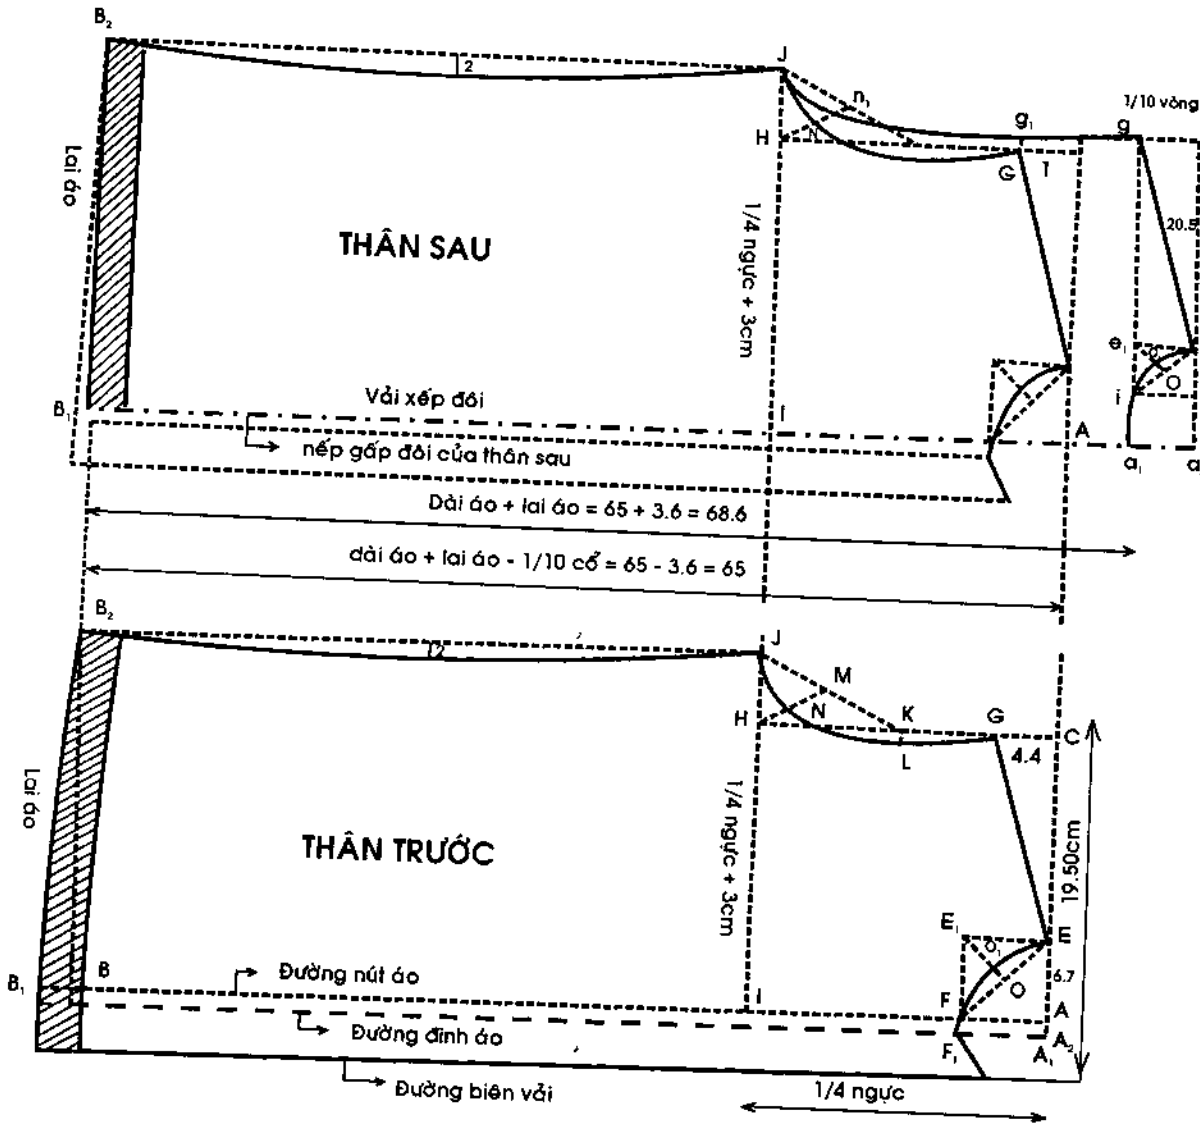 B₂
J
2
n₁
1/10 vòng
g₁
g
H
N
G
1
Lai áo
THÂN SAU
1/4 ngực + 3cm
20.5
e₁
O
i
Vải xếp đôi
B₁
I
A
nếp gấp đôi của thân sau
a₁
a
Dài áo + lai áo = 65 + 3.6 = 68.6
dài áo + lai áo - 1/10 cổ = 65 - 3.6 = 65
B₂
J
2
M
H
N
K
G
C
L
4.4
Lai áo
THÂN TRƯỚC
1/4 ngực + 3cm
19.50cm
E₁
o₁
E
O
6.7
B₁
B
Đường nút áo
I
F
A
Đường đinh áo
F₁
A₁
A₂
Đường biên vải
1/4 ngực